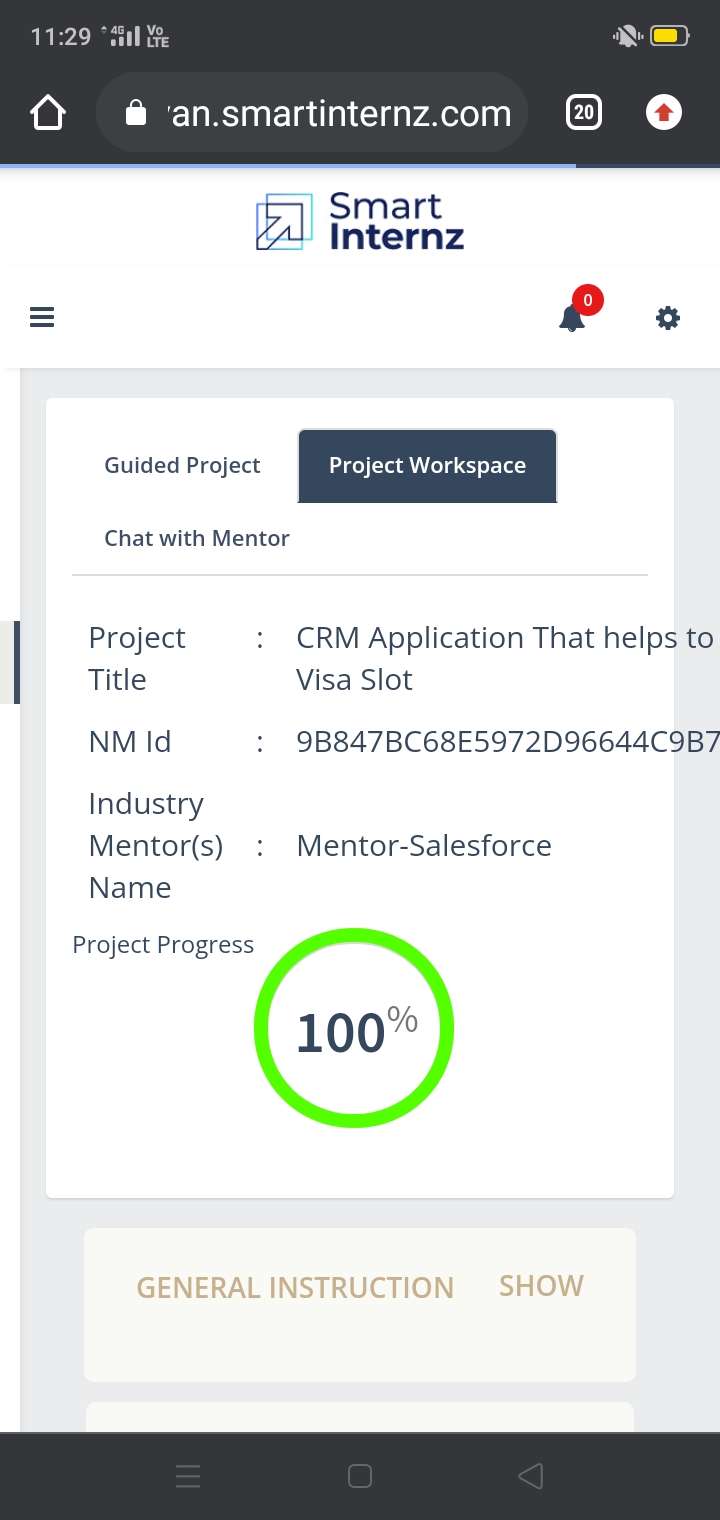 11:29 4G Vo LTE
an.smartinternz.com 20
Smart
Internz
0
Guided Project Project Workspace
Chat with Mentor
Project Title : CRM Application That helps to
Visa Slot
NM Id : 9B847BC68E5972D96644C9B7
Industry Mentor(s) Name : Mentor-Salesforce
Project Progress
100%
GENERAL INSTRUCTION SHOW